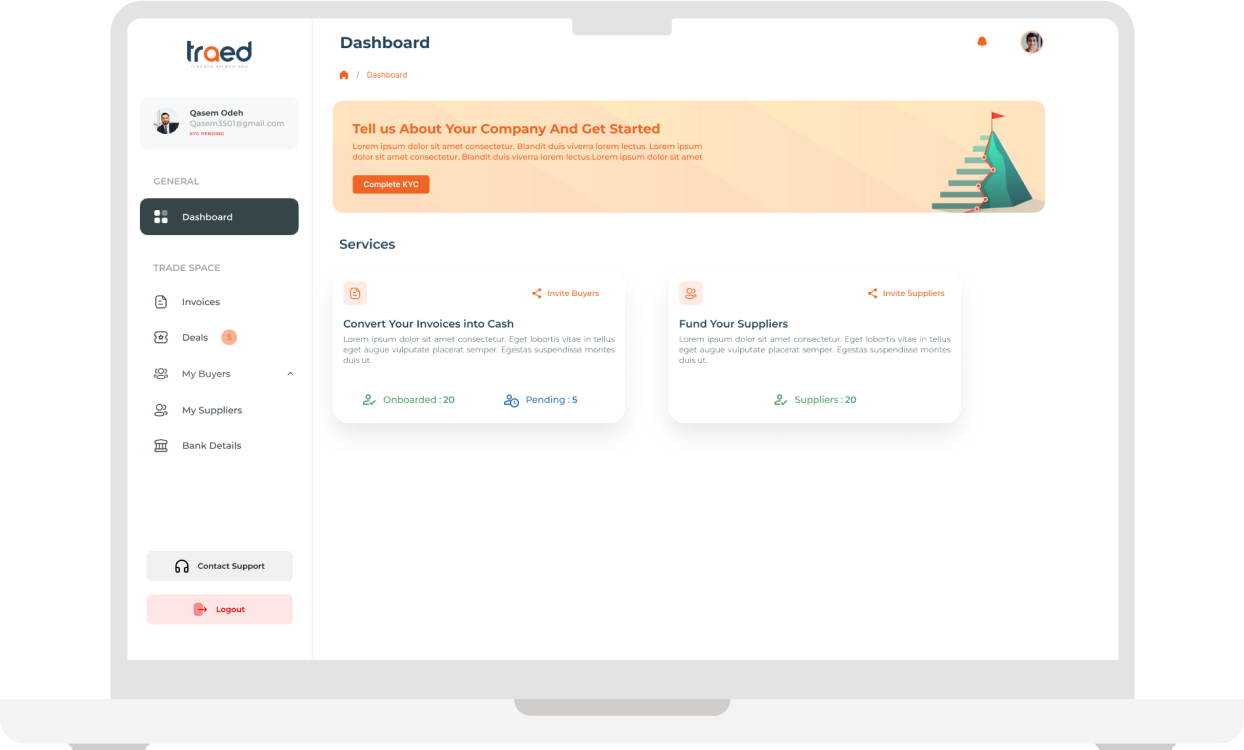 traed
FINANCE REIMAGINED
Qasem Odeh
Qasem3501@gmail.com
KYC PENDING
GENERAL
Dashboard
TRADE SPACE
Invoices
Deals 5
My Buyers
My Suppliers
Bank Details
Contact Support
Logout
Dashboard
/ Dashboard
Tell us About Your Company And Get Started
Lorem ipsum dolor sit amet consectetur. Blandit duis viverra lorem lectus. Lorem ipsum
dolor sit amet consectetur. Blandit duis viverra lorem lectus.Lorem ipsum dolor sit amet
Complete KYC
Services
Invite Buyers
Convert Your Invoices into Cash
Lorem ipsum dolor sit amet consectetur. Eget lobortis vitae in tellus
eget augue vulputate placerat semper. Egestas suspendisse montes
duis ut.
Onboarded : 20 Pending : 5
Invite Suppliers
Fund Your Suppliers
Lorem ipsum dolor sit amet consectetur. Eget lobortis vitae in tellus
eget augue vulputate placerat semper. Egestas suspendisse montes
duis ut.
Suppliers : 20